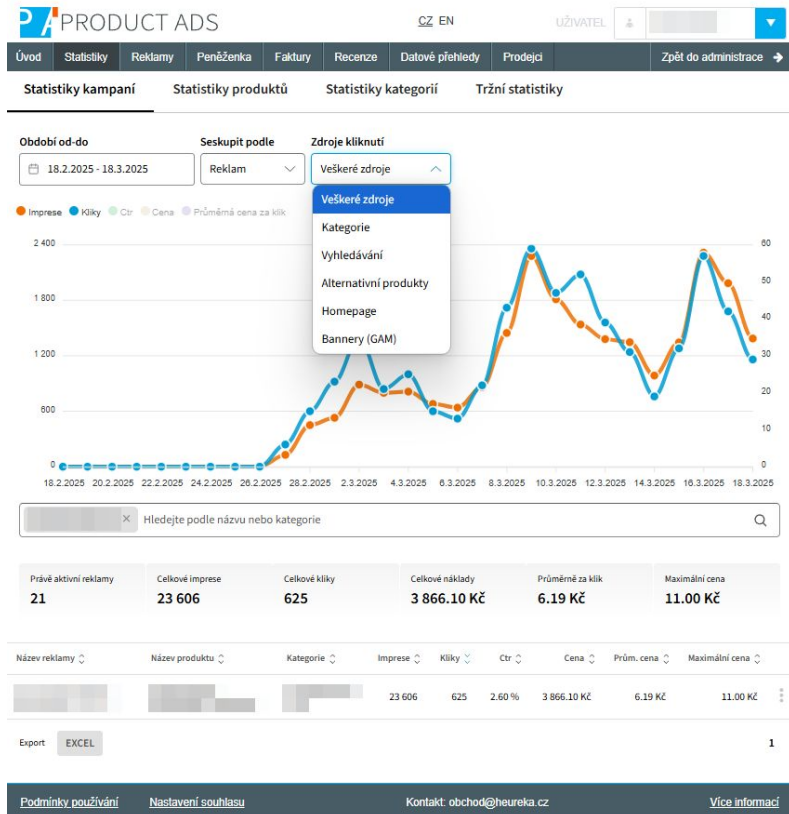 PA PRODUCT ADS
CZ EN
UŽIVATEL
Úvod Statistiky Reklamy Peněženka Faktury Recenze Datové přehledy Prodejci Zpět do administrace
Statistiky kampaní Statistiky produktů Statistiky kategorií Tržní statistiky
Období od-do Seskupit podle Zdroje kliknutí
18.2.2025 - 18.3.2025 Reklam Veškeré zdroje
Veškeré zdroje
Kategorie
Vyhledávání
Alternativní produkty
Homepage
Bannery (GAM)
Imprese Kliky Ctr Cena Průměrná cena za klik
2 400 60
50
1 800
40
1 200 30
20
600
10
0 0
18.2.2025 20.2.2025 22.2.2025 24.2.2025 26.2.2025 28.2.2025 2.3.2025 4.3.2025 6.3.2025 8.3.2025 10.3.2025 12.3.2025 14.3.2025 16.3.2025 18.3.2025
Hledejte podle názvu nebo kategorie
Právě aktivní reklamy Celkové imprese Celkové kliky Celkové náklady Průměrně za klik Maximální cena
21 23 606 625 3 866.10 Kč 6.19 Kč 11.00 Kč
Název reklamy Název produktu Kategorie Imprese Kliky Ctr Cena Prům. cena Maximální cena
23 606 625 2.60 % 3 866.10 Kč 6.19 Kč 11.00 Kč
Export EXCEL 1
Podmínky používání Nastavení souhlasu Kontakt: obchod@heureka.cz Více informací